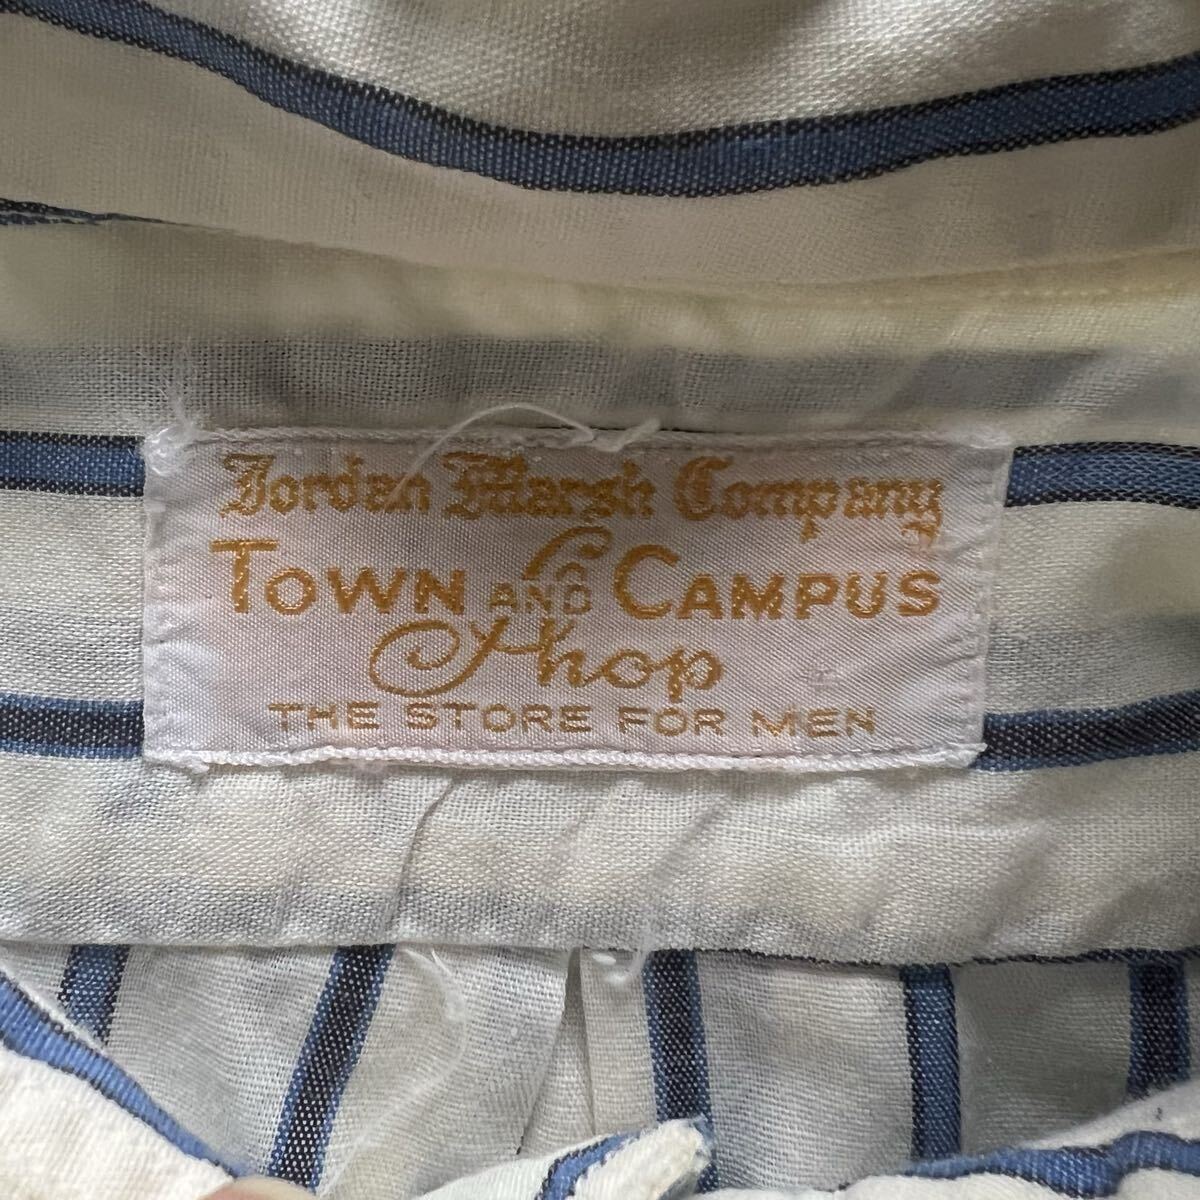 Jordan Marsh Company
TOWN AND CAMPUS
Shop
THE STORE FOR MEN